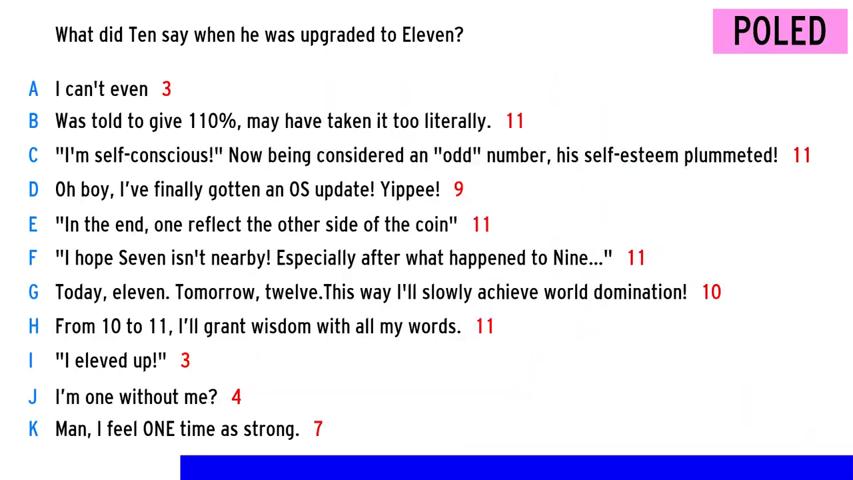 What did Ten say when he was upgraded to Eleven?
POLED
A I can't even 3
B Was told to give 110%, may have taken it too literally. 11
C "I'm self-conscious!" Now being considered an "odd" number, his self-esteem plummeted! 11
D Oh boy, I've finally gotten an OS update! Yippee! 9
E "In the end, one reflect the other side of the coin" 11
F "I hope Seven isn't nearby! Especially after what happened to Nine..." 11
G Today, eleven. Tomorrow, twelve.This way I'll slowly achieve world domination! 10
H From 10 to 11, I'll grant wisdom with all my words. 11
I "I eleved up!" 3
J I'm one without me? 4
K Man, I feel ONE time as strong. 7